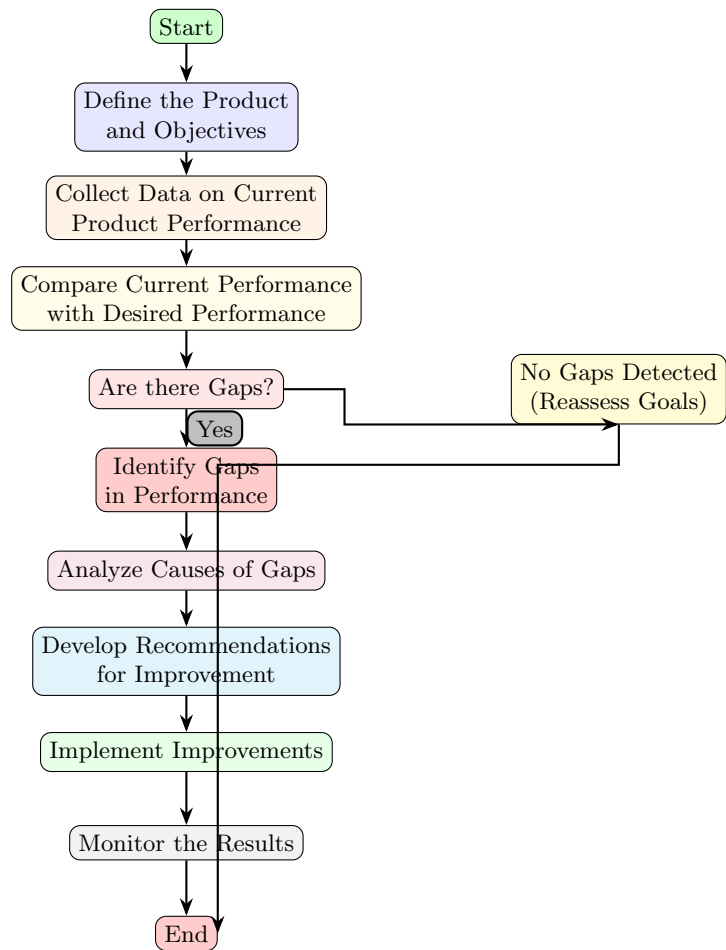 Start
Define the Product
and Objectives
Collect Data on Current
Product Performance
Compare Current Performance
with Desired Performance
Are there Gaps?
No Gaps Detected
(Reassess Goals)
Yes
Identify Gaps
in Performance
Analyze Causes of Gaps
Develop Recommendations
for Improvement
Implement Improvements
Monitor the Results
End